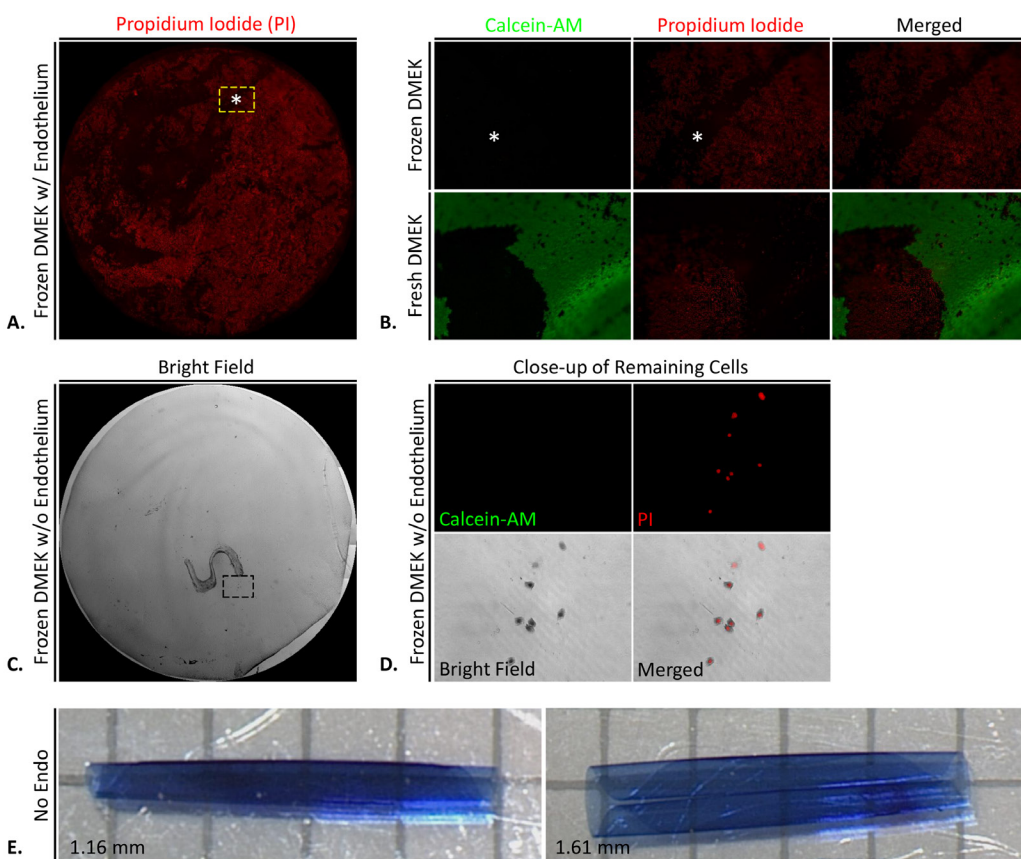 Propidium Iodide (PI)
Frozen DMEK w/ Endothelium
*
A.
Calcein-AM
Propidium Iodide
Merged
Frozen DMEK
*
*
Fresh DMEK
B.
Bright Field
Frozen DMEK w/o Endothelium
S
C.
Close-up of Remaining Cells
Frozen DMEK w/o Endothelium
Calcein-AM
PI
Bright Field
Merged
D.
No Endo
1.16 mm
1.61 mm
E.